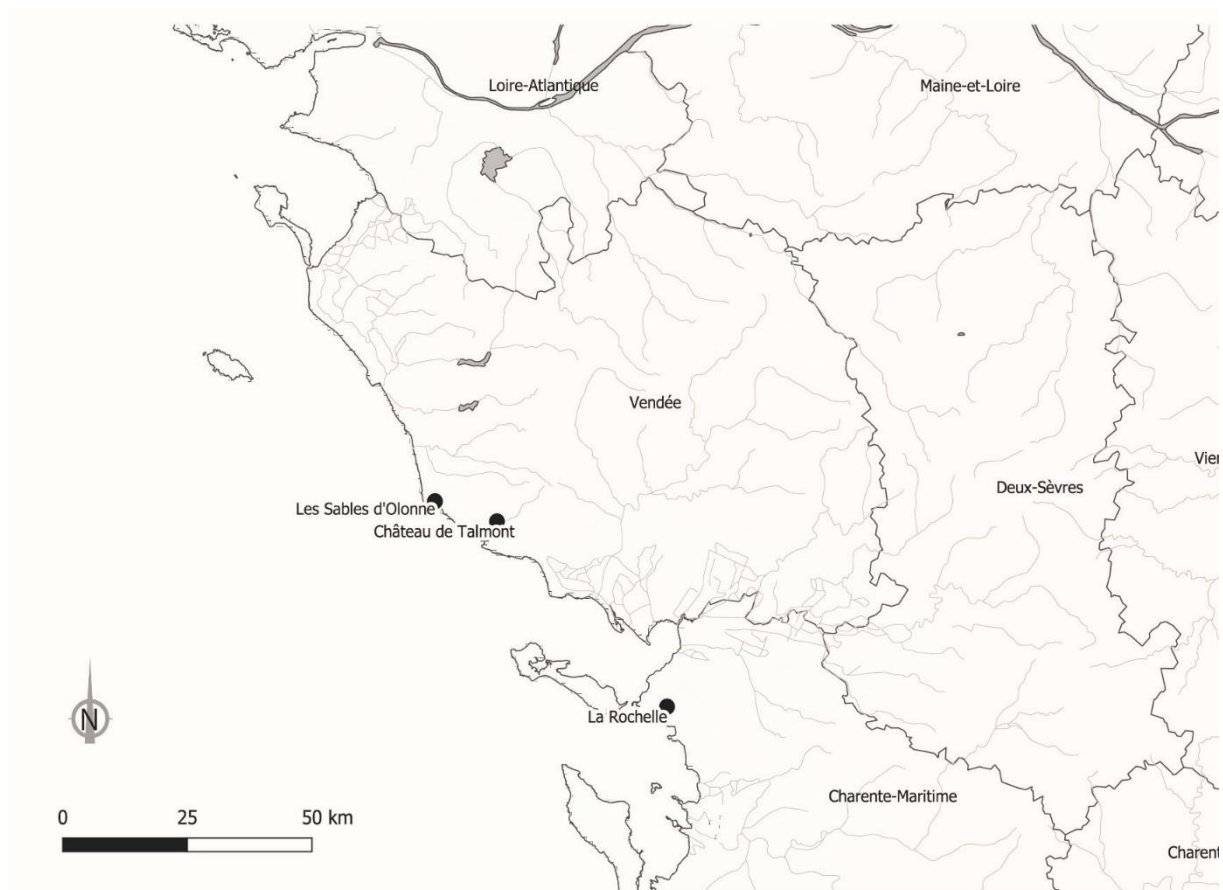 Loire-Atlantique
Maine-et-Loire
Vendée
Vien
Deux-Sèvres
Les Sables d'Olonne
Château de Talmont
La Rochelle
N
Charente-Maritime
0 25 50 km
Charent